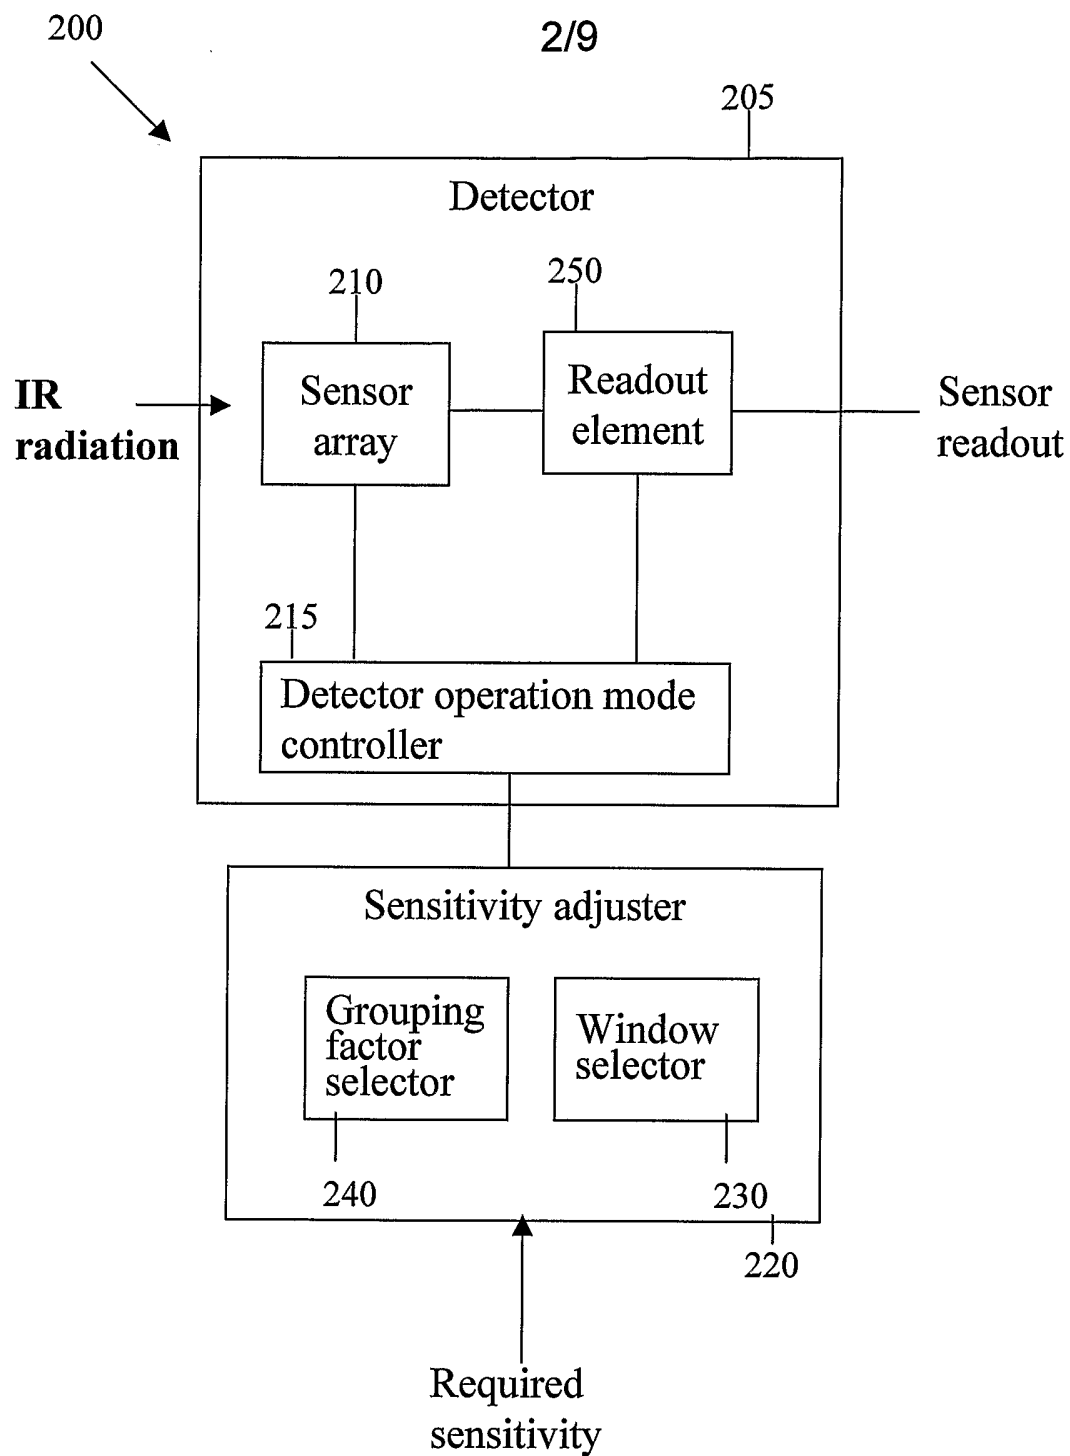 200
2/9
205
Detector
210
250
IR
radiation
Sensor
array
Readout
element
Sensor
readout
215
Detector operation mode
controller
Sensitivity adjuster
Grouping
factor
selector
Window
selector
240
230
220
Required
sensitivity